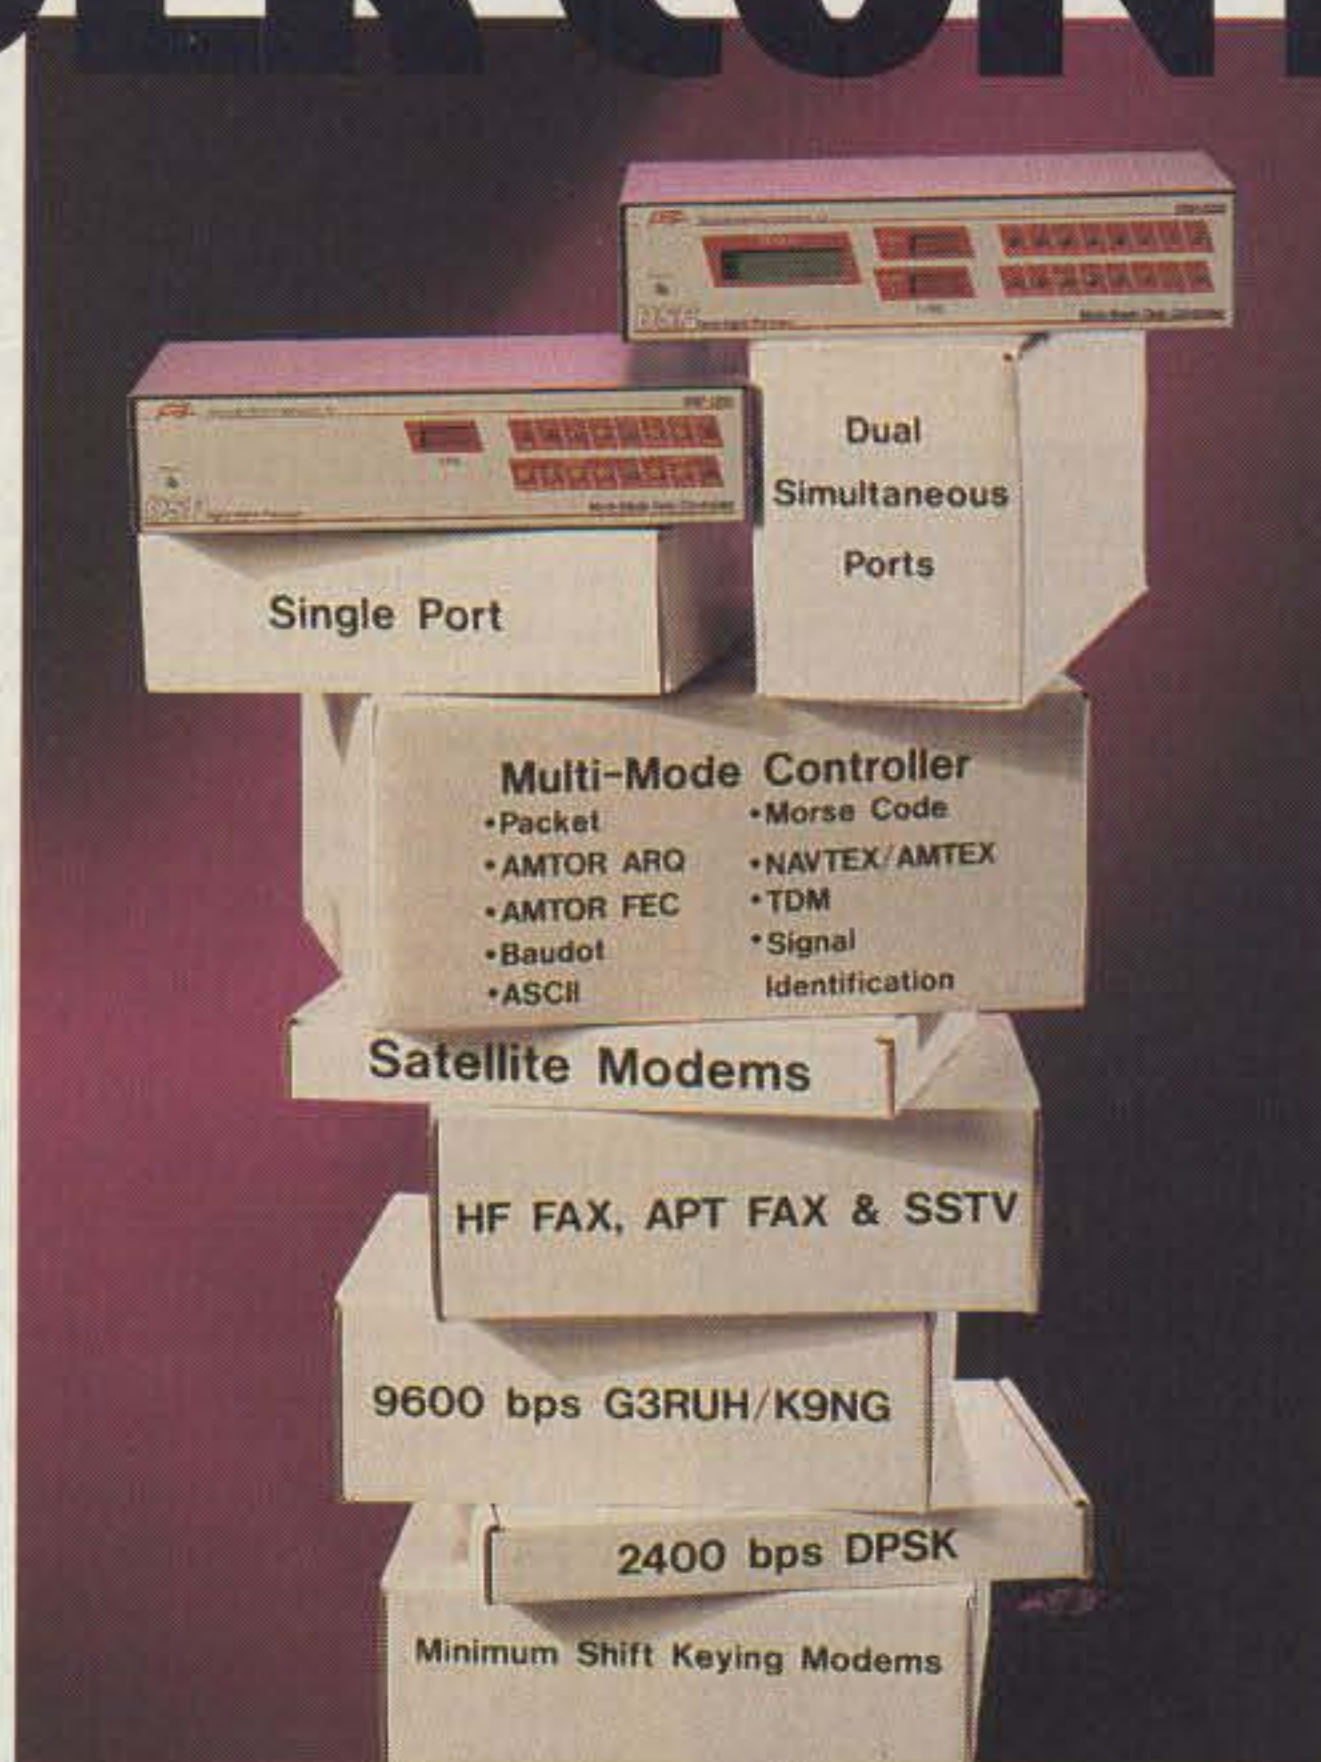 Dual
Simultaneous
Ports
Single Port
Multi-Mode Controller
•Packet
•AMTOR ARQ
•AMTOR FEC
•Baudot
•ASCII
•Morse Code
•NAVTEX/AMTEX
•TDM
•Signal
Identification
Satellite Modems
HF FAX, APT FAX & SSTV
9600 bps G3RUH/K9NG
2400 bps DPSK
Minimum Shift Keying Modems